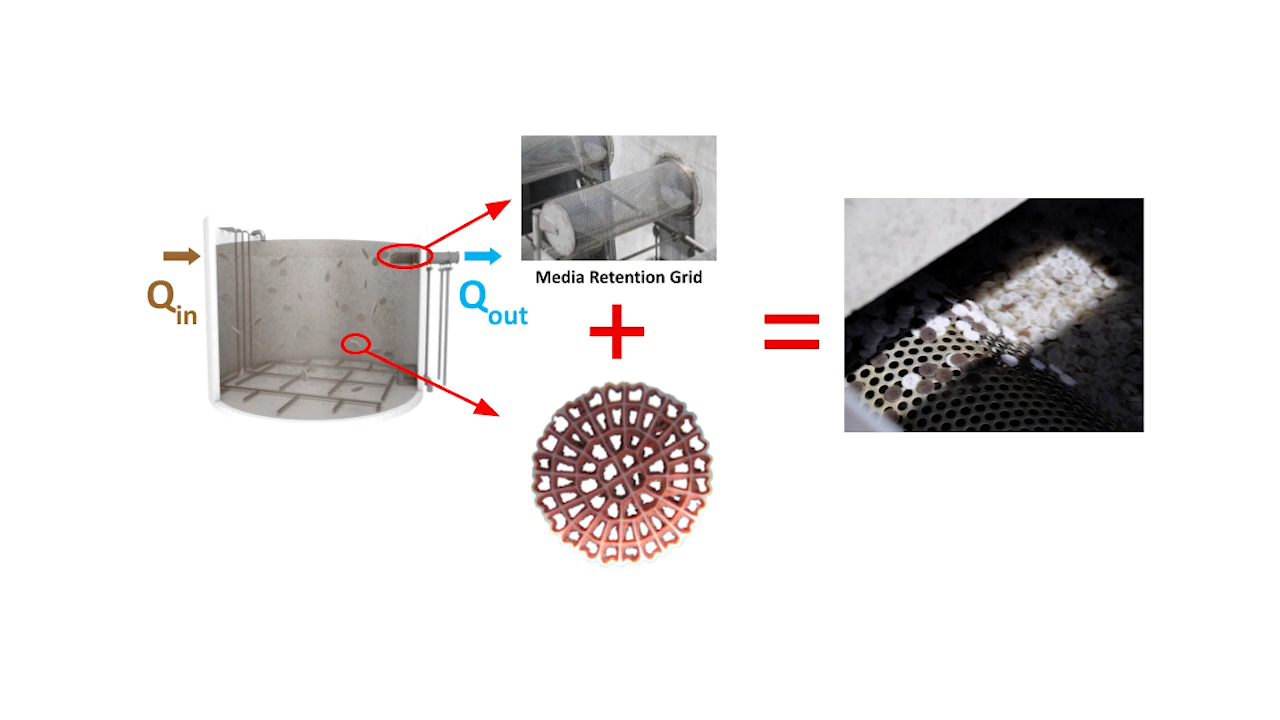 Q in
Q out
Media Retention Grid
+
=